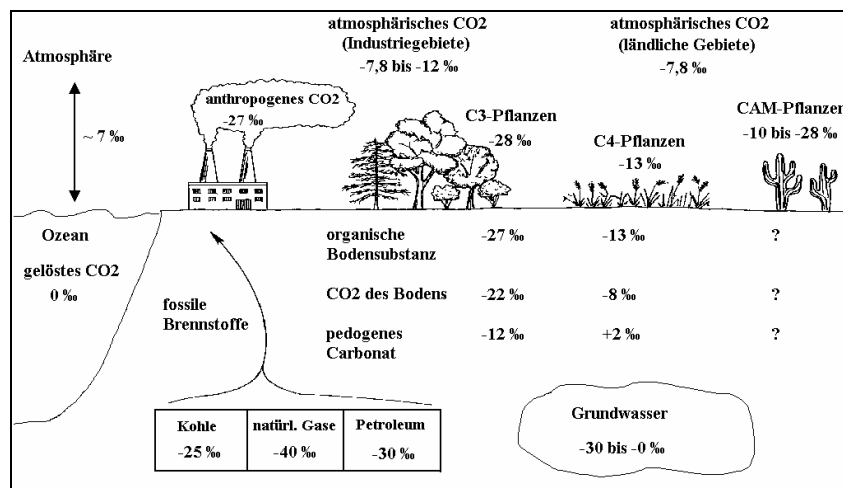 atmosphärisches CO2
(Industriegebiete)
-7,8 bis -12 ‰
atmosphärisches CO2
(ländliche Gebiete)
-7,8 ‰
Atmosphäre
~ 7 ‰
anthropogenes CO2
-27 ‰
C3-Pflanzen
-28 ‰
C4-Pflanzen
-13 ‰
CAM-Pflanzen
-10 bis -28 ‰
Ozean
gelöstes CO2
0 ‰
fossile
Brennstoffe
organische
Bodensubstanz
-27 ‰
-13 ‰
?
CO2 des Bodens
-22 ‰
-8 ‰
?
pedogenes
Carbonat
-12 ‰
+2 ‰
?
Kohle
-25 ‰
natürl. Gase
-40 ‰
Petroleum
-30 ‰
Grundwasser
-30 bis -0 ‰